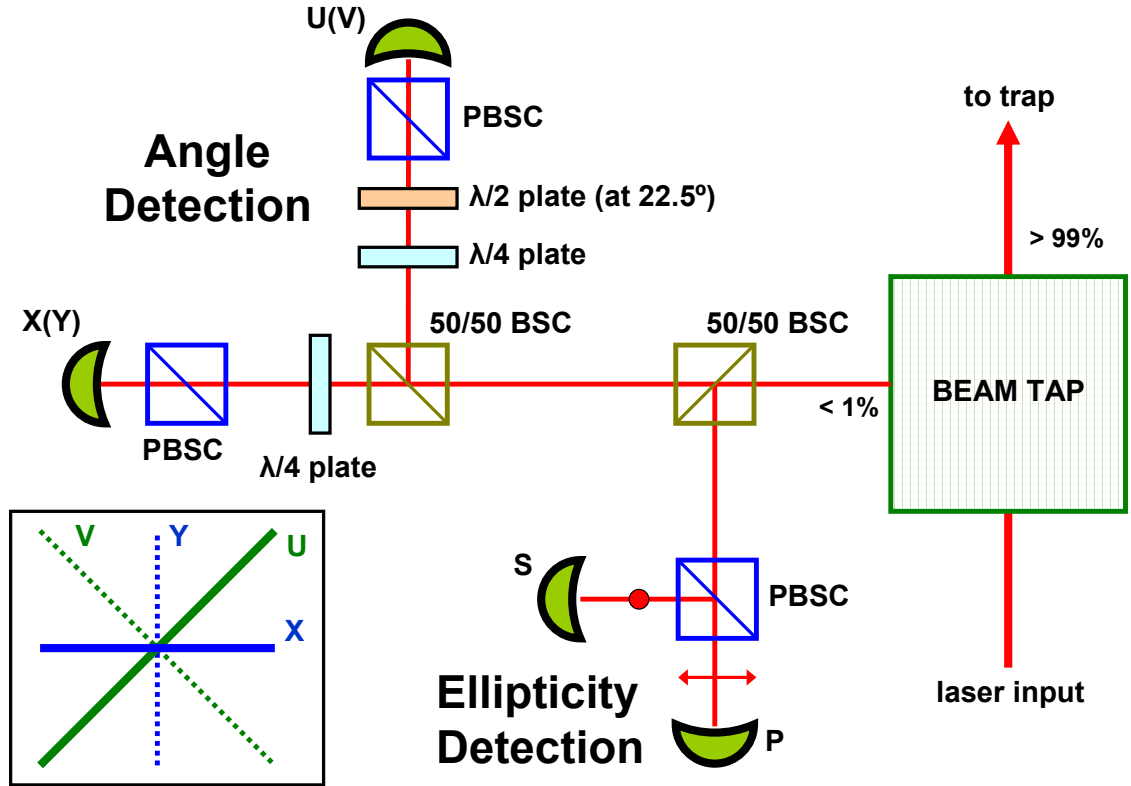 U(V)
PBSC
to trap
Angle
Detection
λ/2 plate (at 22.5º)
> 99%
λ/4 plate
X(Y)
50/50 BSC
50/50 BSC
BEAM TAP
< 1%
PBSC
λ/4 plate
V
Y
U
X
S
PBSC
Ellipticity
Detection
laser input
P